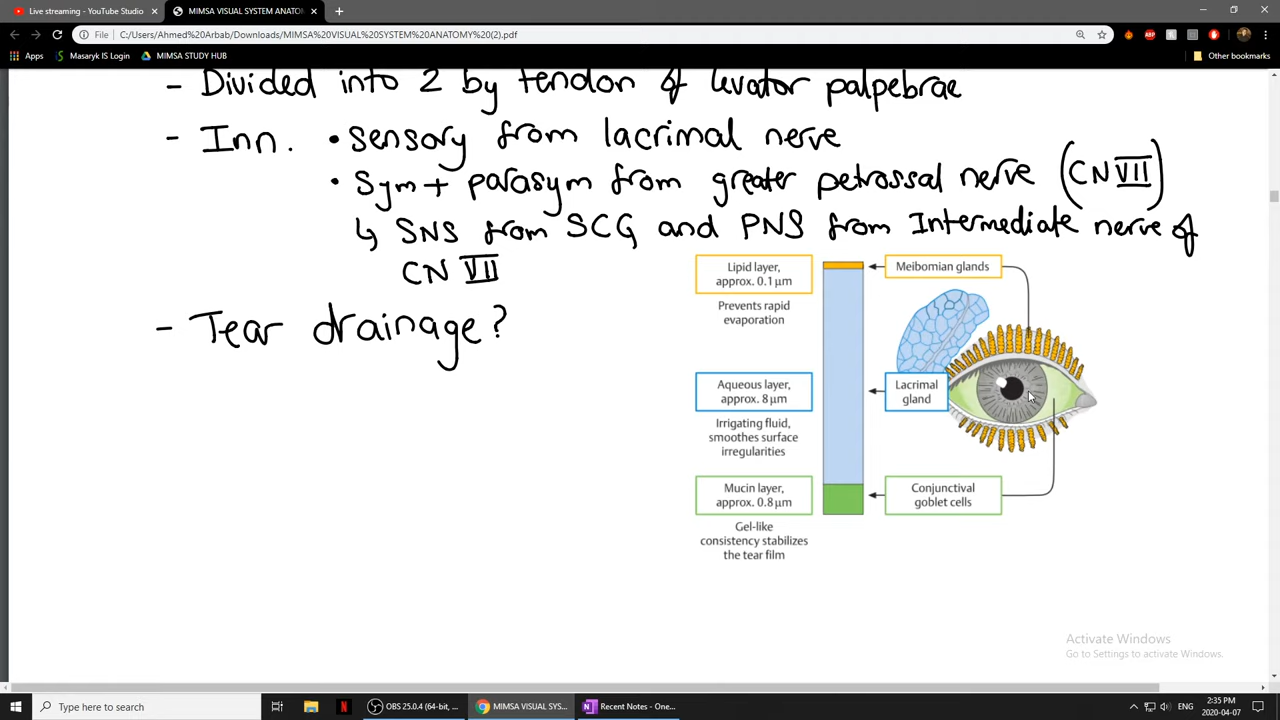 Live streaming - YouTube Studio
MIMSA VISUAL SYSTEM ANATOM
File
C:/Users/Ahmed%20Arbab/Downloads/MIMSA%20VISUAL%20SYSTEM%20ANATOMY%20(2).pdf
Apps
Masaryk IS Login
MIMSA STUDY HUB
Other bookmarks
- Divided into 2 by tendon of levator palpebrae
- Inn. • sensory from lacrimal nerve
• Sym + parasym from greater petrossal nerve (CN VII)
↳ SNS from SCG and PNS from Intermediate nerve of
CN VII
- Tear drainage?
Lipid layer,
approx. 0.1 µm
Prevents rapid
evaporation
Meibomian glands
Aqueous layer,
approx. 8 µm
Irrigating fluid,
smoothes surface
irregularities
Lacrimal
gland
Mucin layer,
approx. 0.8 µm
Gel-like
consistency stabilizes
the tear film
Conjunctival
goblet cells
Activate Windows
Go to Settings to activate Windows.
Type here to search
OBS 25.0.4 (64-bit, ...
MIMSA VISUAL SYS...
Recent Notes - One...
ENG
2:35 PM
2020-04-07